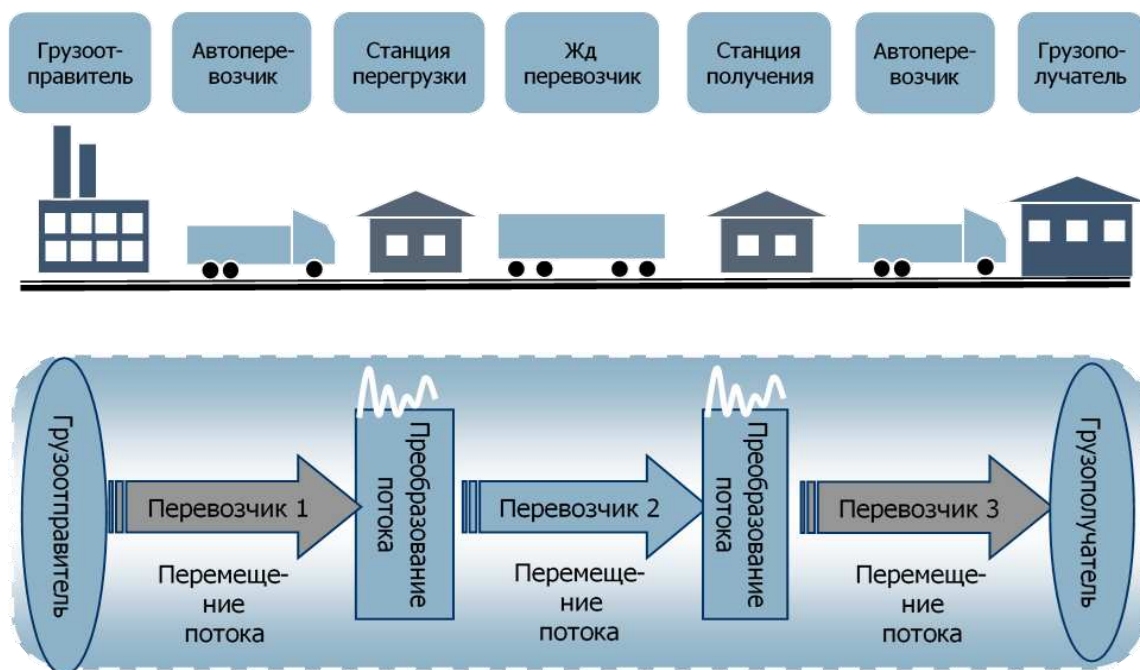 Грузоот-
правитель
Автопере-
возчик
Станция
перегрузки
Жд
перевозчик
Станция
получения
Автопере-
возчик
Грузопо-
лучатель
Грузоотправитель
Перевозчик 1
Перемеще-
ние
потока
Преобразование
потока
Перевозчик 2
Перемеще-
ние
потока
Преобразование
потока
Перевозчик 3
Перемеще-
ние
потока
Грузополучатель